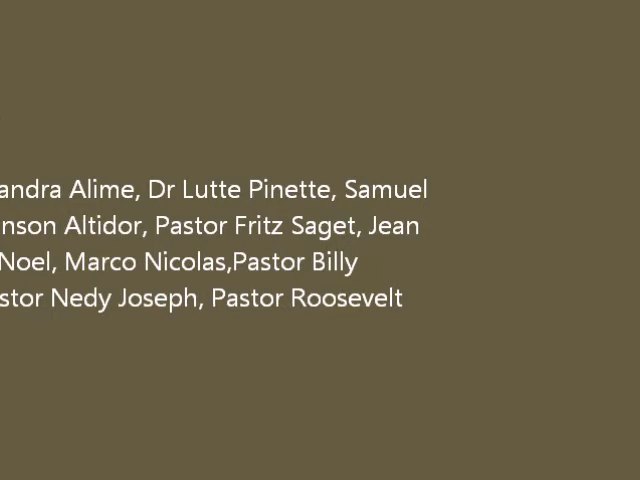 andra Alime, Dr Lutte Pinette, Samuel
nson Altidor, Pastor Fritz Saget, Jean
Noel, Marco Nicolas,Pastor Billy
stor Nedy Joseph, Pastor Roosevelt